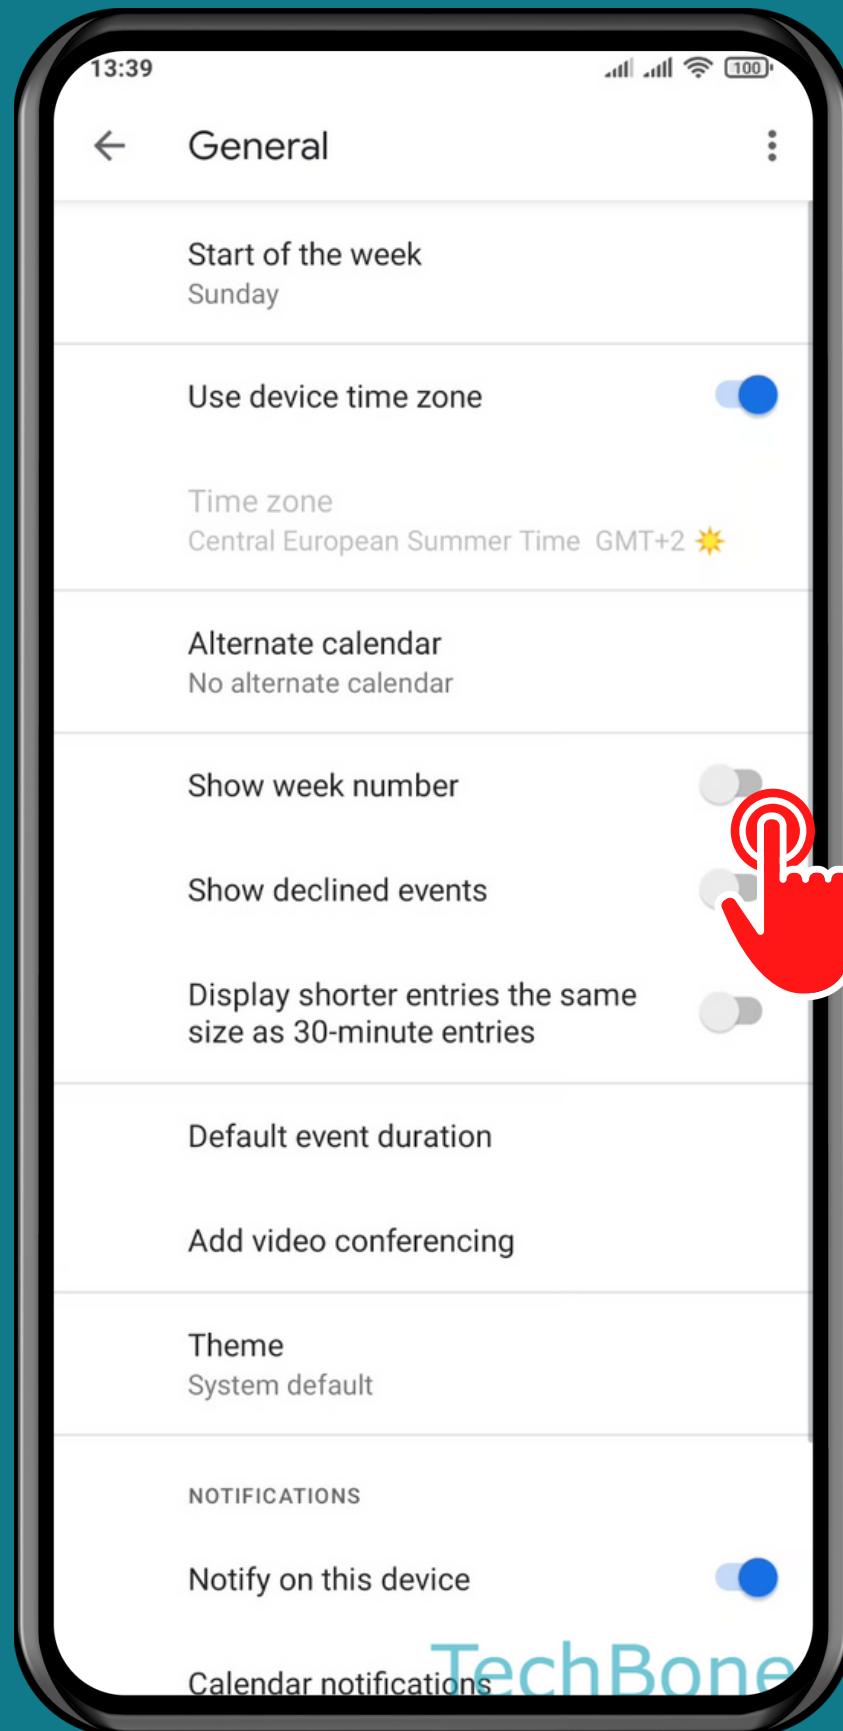 13:39
100
General
Start of the week
Sunday
Use device time zone
Time zone
Central European Summer Time GMT+2
Alternate calendar
No alternate calendar
Show week number
Show declined events
Display shorter entries the same
size as 30-minute entries
Default event duration
Add video conferencing
Theme
System default
NOTIFICATIONS
Notify on this device
Calendar notifications
TechBone